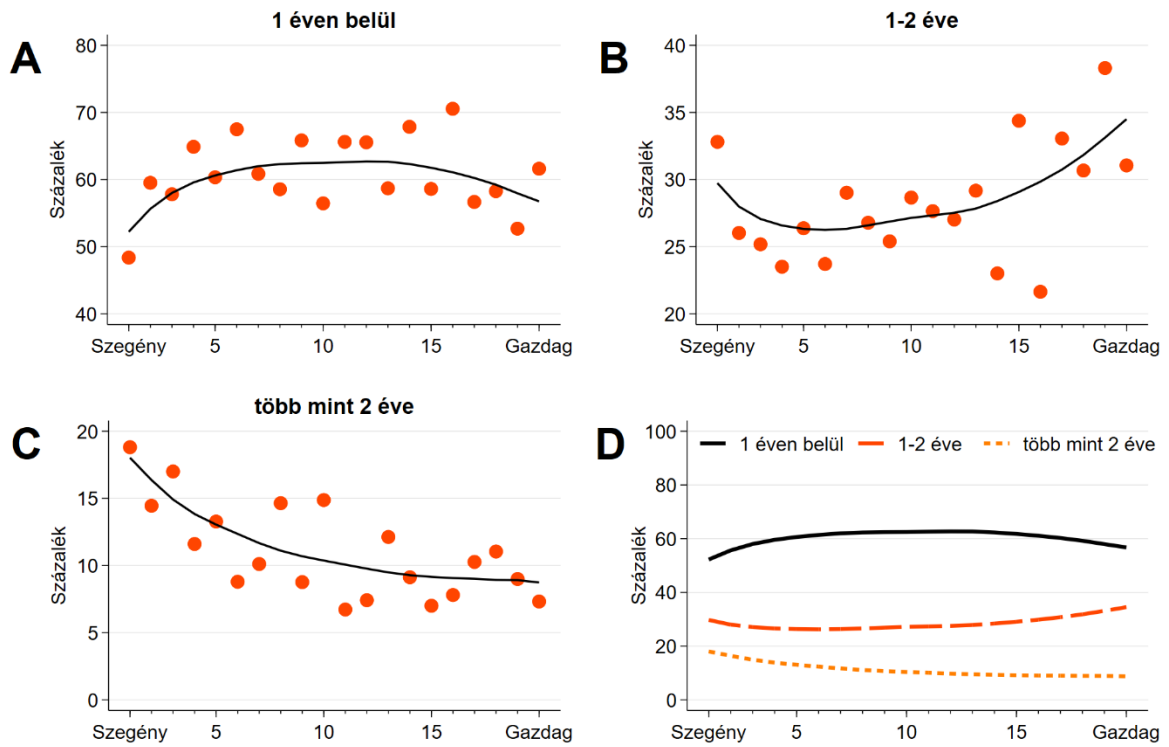 A
1 éven belül
Százalék
80
70
60
50
40
Szegény 5 10 15 Gazdag
B
1-2 éve
Százalék
40
35
30
25
20
Szegény 5 10 15 Gazdag
C
több mint 2 éve
Százalék
20
15
10
5
0
Szegény 5 10 15 Gazdag
D
1 éven belül 1-2 éve több mint 2 éve
Százalék
100
80
60
40
20
0
Szegény 5 10 15 Gazdag